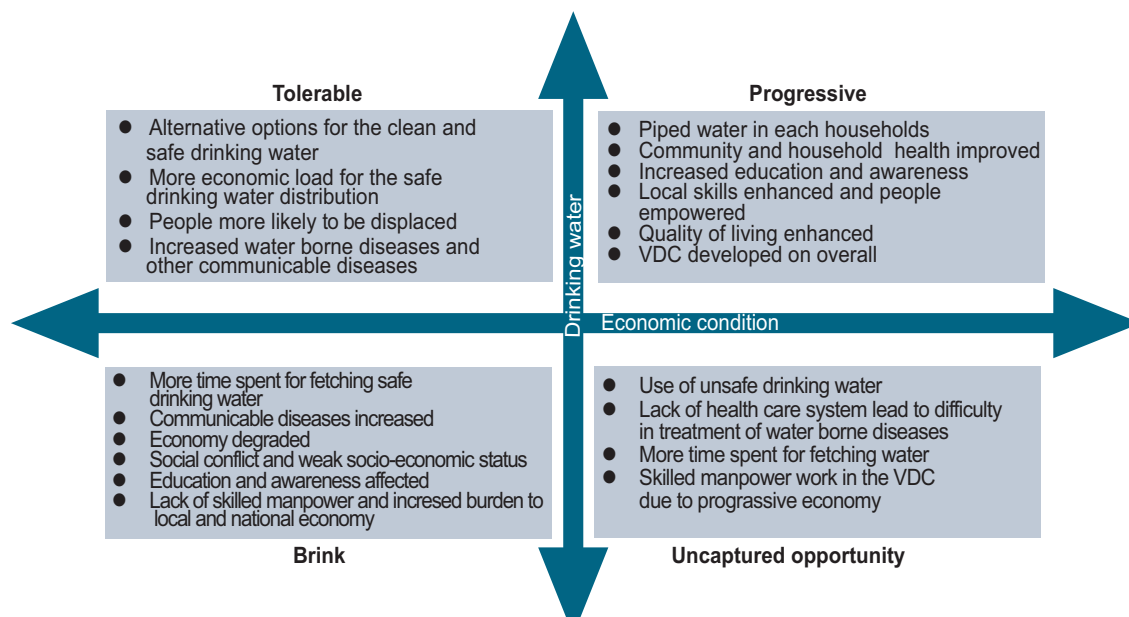 Tolerable
● Alternative options for the clean and
safe drinking water
● More economic load for the safe
drinking water distribution
● People more likely to be displaced
● Increased water borne diseases and
other communicable diseases
Progressive
● Piped water in each households
● Community and household health improved
● Increased education and awareness
● Local skills enhanced and people
empowered
● Quality of living enhanced
● VDC developed on overall
Drinking water
Economic condition
● More time spent for fetching safe
drinking water
● Communicable diseases increased
● Economy degraded
● Social conflict and weak socio-economic status
● Education and awareness affected
● Lack of skilled manpower and incresed burden to
local and national economy
Brink
● Use of unsafe drinking water
● Lack of health care system lead to difficulty
in treatment of water borne diseases
● More time spent for fetching water
● Skilled manpower work in the VDC
due to prograssive economy
Uncaptured opportunity